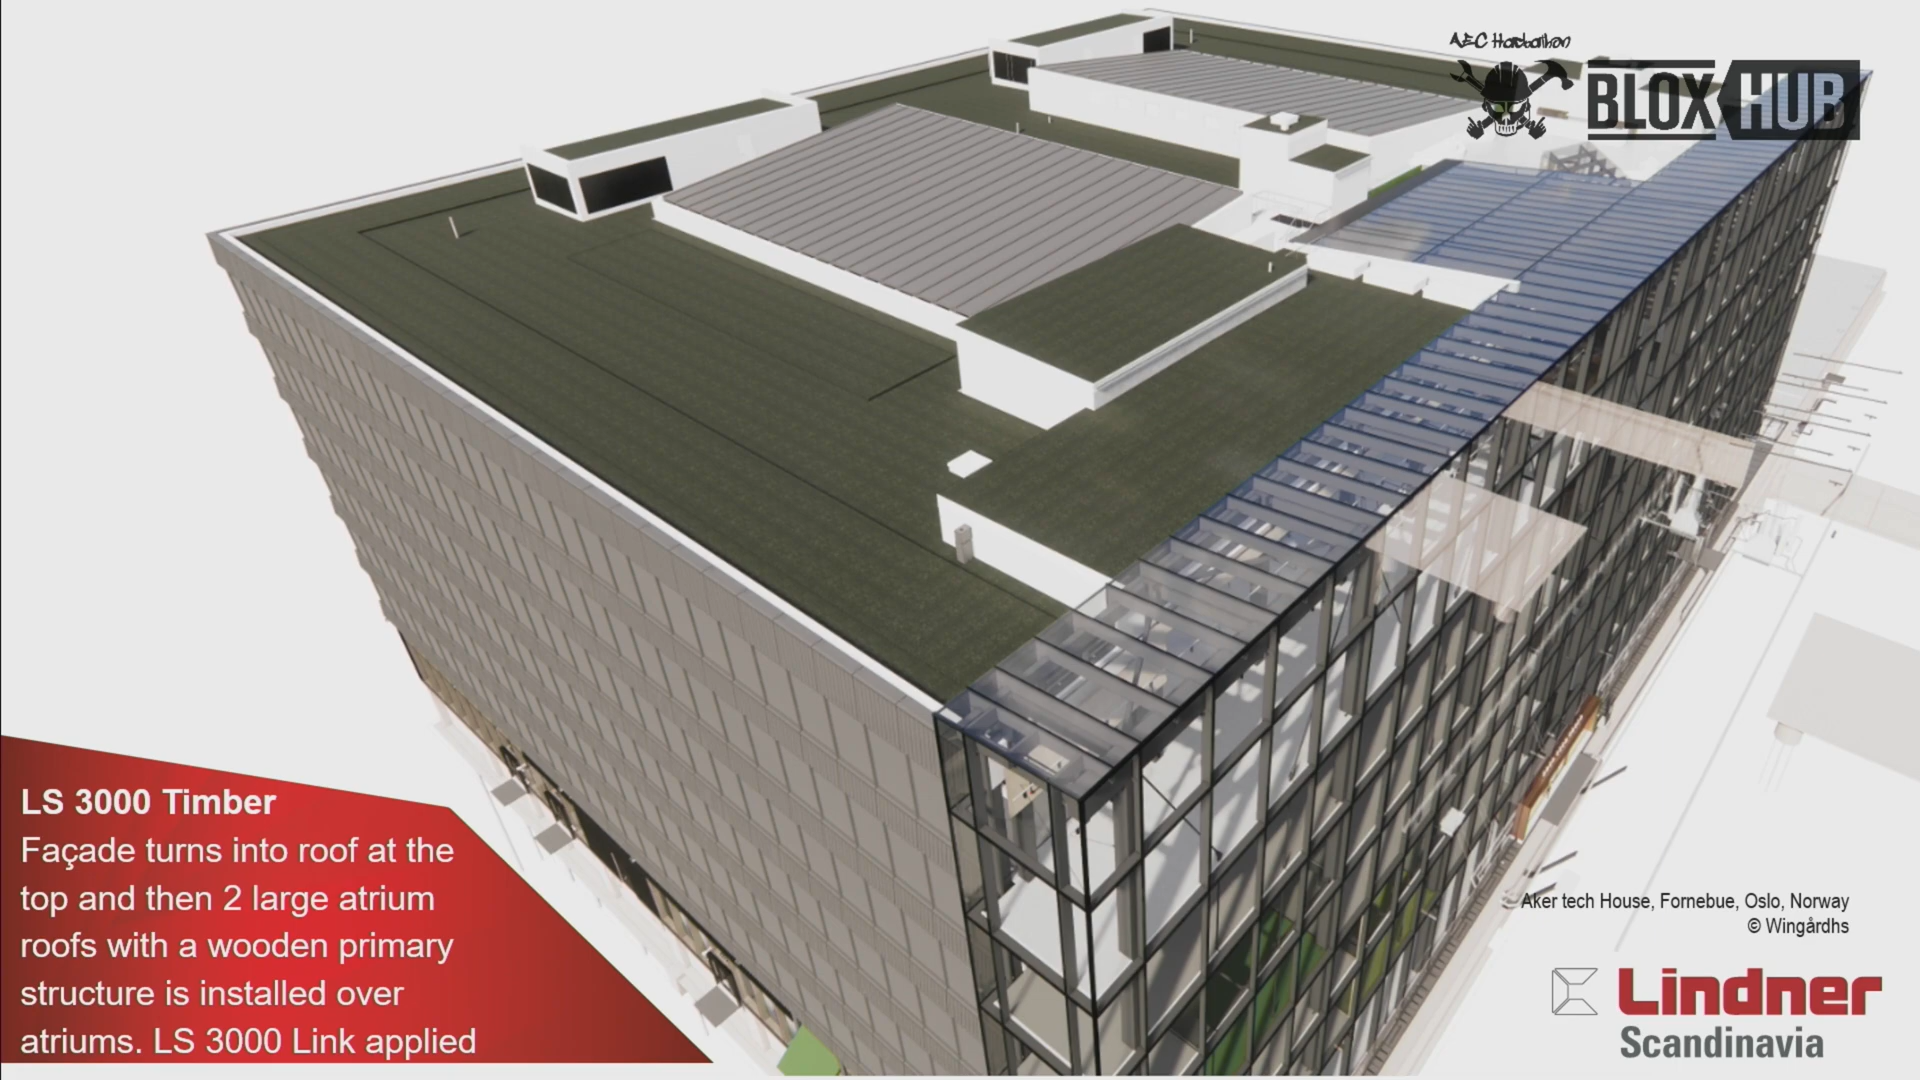 AEC Hackathon
BLOXHUB
LS 3000 Timber
Façade turns into roof at the
top and then 2 large atrium
roofs with a wooden primary
structure is installed over
atriums. LS 3000 Link applied
Aker tech House, Fornebue, Oslo, Norway
© Wingårdhs
Lindner
Scandinavia